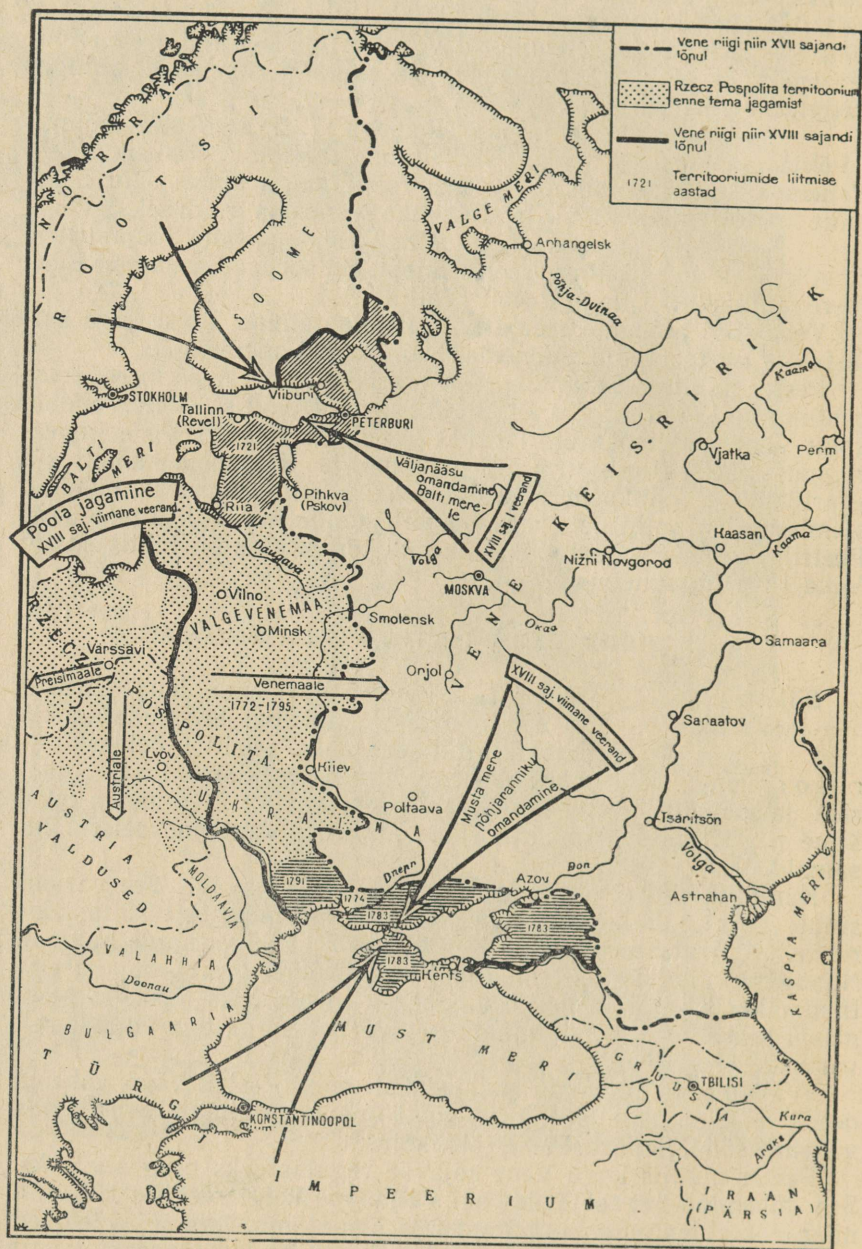 Vene riigi piir XVII sajandi
lõpul
Rzecz Pospolita territoorium
enne tema jagamist
Vene riigi piir XVIII sajandi
lõpul
1721 Territooriumide liitmise
aastad
NORRA
ROOTSI
SOOME
VALGE MERI
Arhangelsk
Põhja-Dvinaa
VENE KEISRIRIIK
Kaama
STOKHOLM
Viiburi
Tallinn
(Revel)
PETERBURI
BALTI
MERI
1721
Vjatka
Perm
Väljapääsu
omandamine
Balti mere-
le
Pihkva
(Pskov)
Riia
Poola jagamine
XVIII saj. viimane veerand
Daugava
Volga
Kaasan
Kaama
Nižni Novgorod
MOSKVA
Okaa
Vilno
VALGEVENEMAA
Minsk
Smolensk
RZECZ
POSPOLITA
Varssavi
Preisimaale
Samaara
Orjol
Venemaale
1772-1795
XVIII saj. viimane veerand
Saraatov
Lvov
Austriale
Kiiev
Musta mere
põhjaranniku
omandamine
Poltaava
UKRAINA
AUSTRIA
VALDUSED
Tsaritsõn
Volga
Dnepr
Don
MOLDAAVIA
1791
1774
Azov
Astrahan
1783
1783
VALAHHIA
Doonau
1783
Kertš
KASPIA MERI
BULGAARIA
MUST MERI
TÜRGI
GRUUSIA
TBILISI
KONSTANTINOOPOL
Kura
Araks
IMPEERIUM
IRAAN
(PÄRSIA)